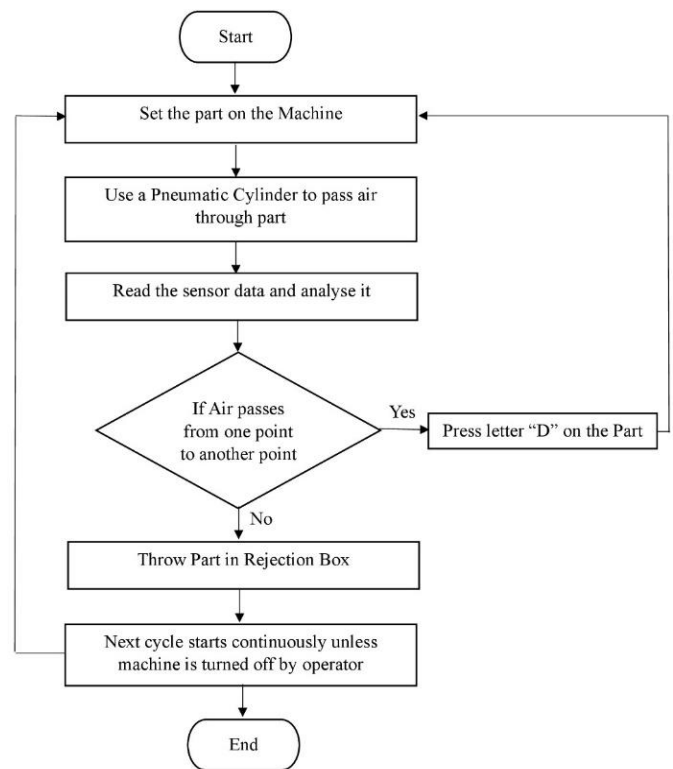 Start
Set the part on the Machine
Use a Pneumatic Cylinder to pass air
through part
Read the sensor data and analyse it
If Air passes
from one point
to another point
Yes
Press letter “D” on the Part
No
Throw Part in Rejection Box
Next cycle starts continuously unless
machine is turned off by operator
End